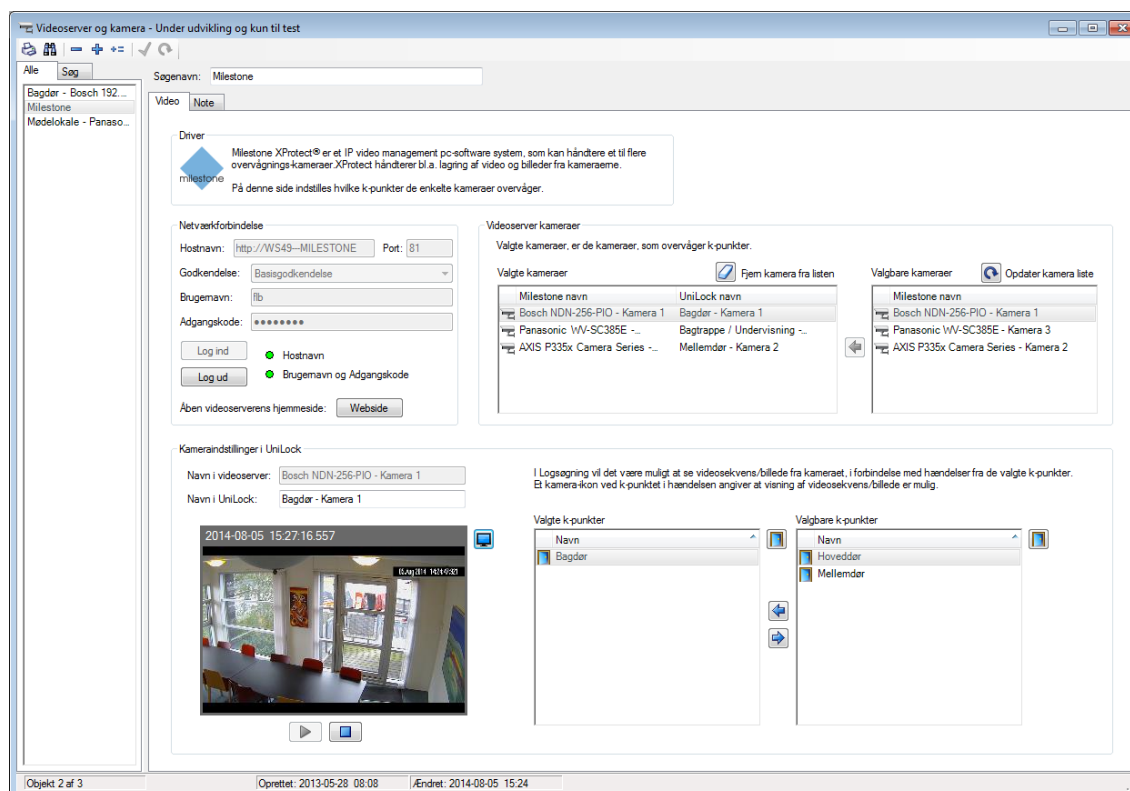 Videoserver og kamera - Under udvikling og kun til test
Alle Søg
Bagdør - Bosch 192....
Milestone
Mødelokale - Panaso...
Søgenavn: Milestone
Video Note
Driver
milestone
Milestone XProtect® er et IP video management pc-software system, som kan håndtere et til flere
overvågnings-kameraer.XProtect håndterer bl.a. lagring af video og billeder fra kameraerne.
På denne side indstilles hvilke k-punkter de enkelte kameraer overvåger.
Netværkforbindelse
Hostnavn: http://WS49---MILESTONE Port: 81
Godkendelse: Basisgodkendelse
Brugernavn: flb
Adgangskode: ●●●●●●●●
Log ind
Hostnavn
Log ud
Brugernavn og Adgangskode
Åben videoserverens hjemmeside: Webside
Videoserver kameraer
Valgte kameraer, er de kameraer, som overvåger k-punkter.
Valgte kameraer Fjern kamera fra listen
Milestone navn UniLock navn
Bosch NDN-256-PIO - Kamera 1 Bagdør - Kamera 1
Panasonic WV-SC385E -... Bagtrappe / Undervisning -...
AXIS P335x Camera Series -... Mellemdør - Kamera 2
Valgbare kameraer Opdater kamera liste
Milestone navn
Bosch NDN-256-PIO - Kamera 1
Panasonic WV-SC385E - Kamera 3
AXIS P335x Camera Series - Kamera 2
Kameraindstillinger i UniLock
Navn i videoserver: Bosch NDN-256-PIO - Kamera 1
Navn i UniLock: Bagdør - Kamera 1
2014-08-05 15:27:16.557
I Logsøgning vil det være muligt at se videosekvens/billede fra kameraet, i forbindelse med hændelser fra de valgte k-punkter.
Et kamera-ikon ved k-punktet i hændelsen angiver at visning af videosekvens/billede er mulig.
Valgte k-punkter
Navn
Bagdør
Valgbare k-punkter
Navn
Hoveddør
Mellemdør
Objekt 2 af 3 Oprettet: 2013-05-28 08:08 Ændret: 2014-08-05 15:24